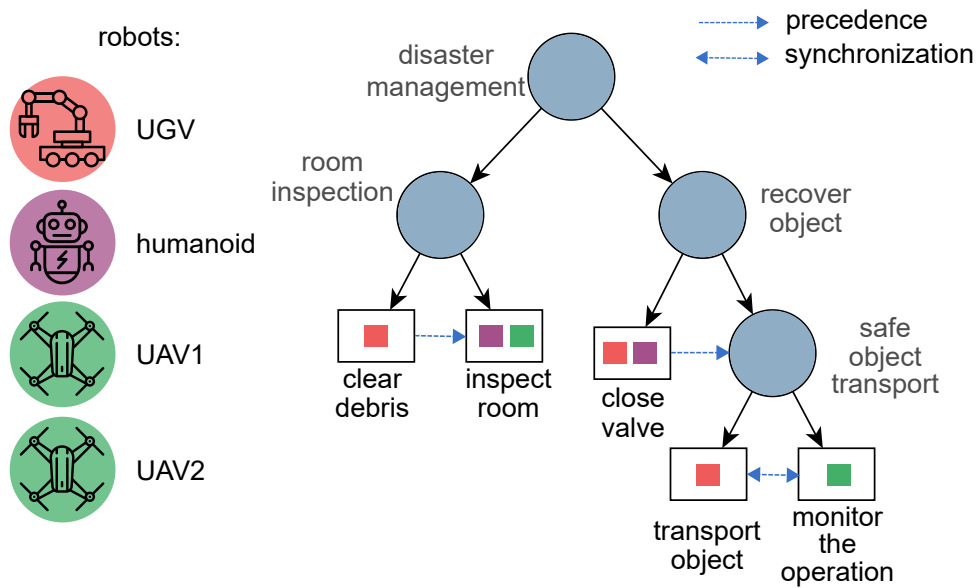 robots:
UGV
humanoid
UAV1
UAV2
precedence
synchronization
disaster
management
room
inspection
recover
object
clear
debris
inspect
room
close
valve
safe
object
transport
transport
object
monitor
the
operation